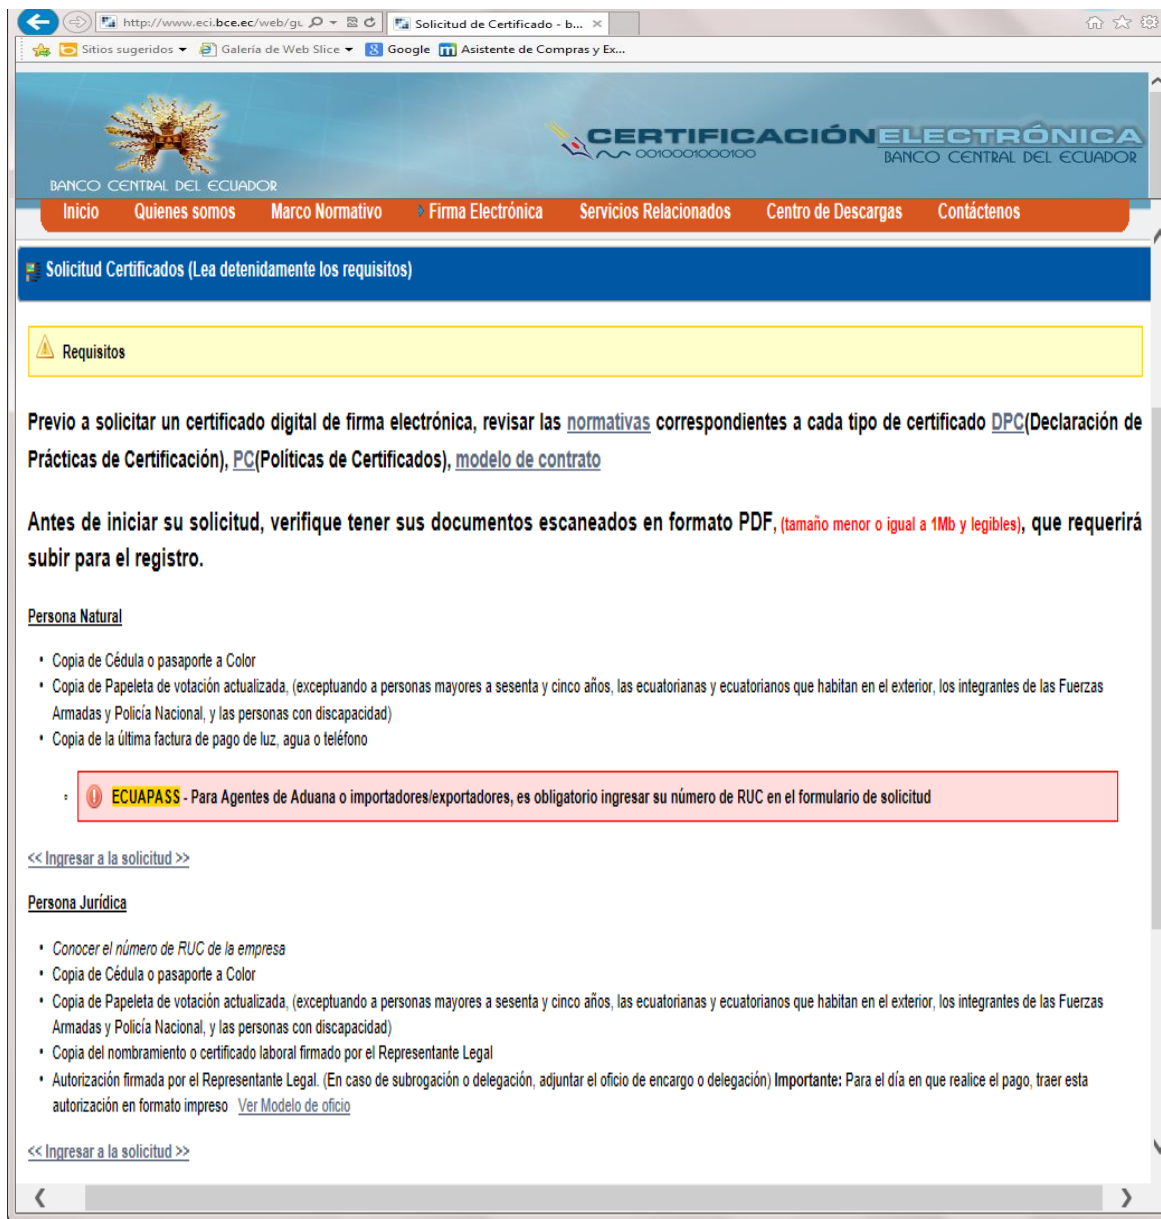 http://www.eci.bce.ec/web/gu
Solicitud de Certificado - b...
Sitios sugeridos
Galería de Web Slice
Google
Asistente de Compras y Ex...
BANCO CENTRAL DEL ECUADOR
CERTIFICACIÓN ELECTRÓNICA
0010001000100
BANCO CENTRAL DEL ECUADOR
Inicio Quienes somos Marco Normativo Firma Electrónica Servicios Relacionados Centro de Descargas Contáctenos
Solicitud Certificados (Lea detenidamente los requisitos)
Requisitos
Previo a solicitar un certificado digital de firma electrónica, revisar las normativas correspondientes a cada tipo de certificado DPC(Declaración de
Prácticas de Certificación), PC(Políticas de Certificados), modelo de contrato
Antes de iniciar su solicitud, verifique tener sus documentos escaneados en formato PDF, (tamaño menor o igual a 1Mb y legibles), que requerirá
subir para el registro.
Persona Natural
• Copia de Cédula o pasaporte a Color
• Copia de Papeleta de votación actualizada, (exceptuando a personas mayores a sesenta y cinco años, las ecuatorianas y ecuatorianos que habitan en el exterior, los integrantes de las Fuerzas
Armadas y Policía Nacional, y las personas con discapacidad)
• Copia de la última factura de pago de luz, agua o teléfono
ECUAPASS - Para Agentes de Aduana o importadores/exportadores, es obligatorio ingresar su número de RUC en el formulario de solicitud
<< Ingresar a la solicitud >>
Persona Jurídica
• Conocer el número de RUC de la empresa
• Copia de Cédula o pasaporte a Color
• Copia de Papeleta de votación actualizada, (exceptuando a personas mayores a sesenta y cinco años, las ecuatorianas y ecuatorianos que habitan en el exterior, los integrantes de las Fuerzas
Armadas y Policía Nacional, y las personas con discapacidad)
• Copia del nombramiento o certificado laboral firmado por el Representante Legal
• Autorización firmada por el Representante Legal. (En caso de subrogación o delegación, adjuntar el oficio de encargo o delegación) Importante: Para el día en que realice el pago, traer esta
autorización en formato impreso Ver Modelo de oficio
<< Ingresar a la solicitud >>